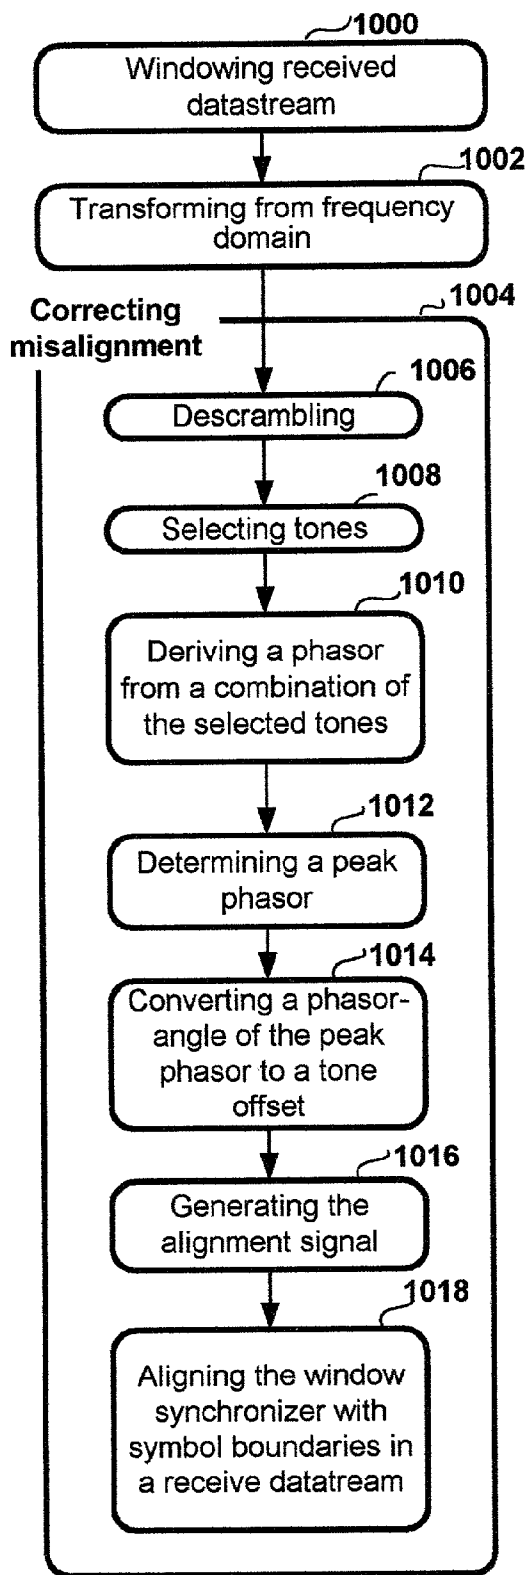 1000
Windowing received
datastream
1002
Transforming from frequency
domain
1004
Correcting
misalignment
1006
Descrambling
1008
Selecting tones
1010
Deriving a phasor
from a combination of
the selected tones
1012
Determining a peak
phasor
1014
Converting a phasor-
angle of the peak
phasor to a tone
offset
1016
Generating the
alignment signal
1018
Aligning the window
synchronizer with
symbol boundaries in
a receive datatream